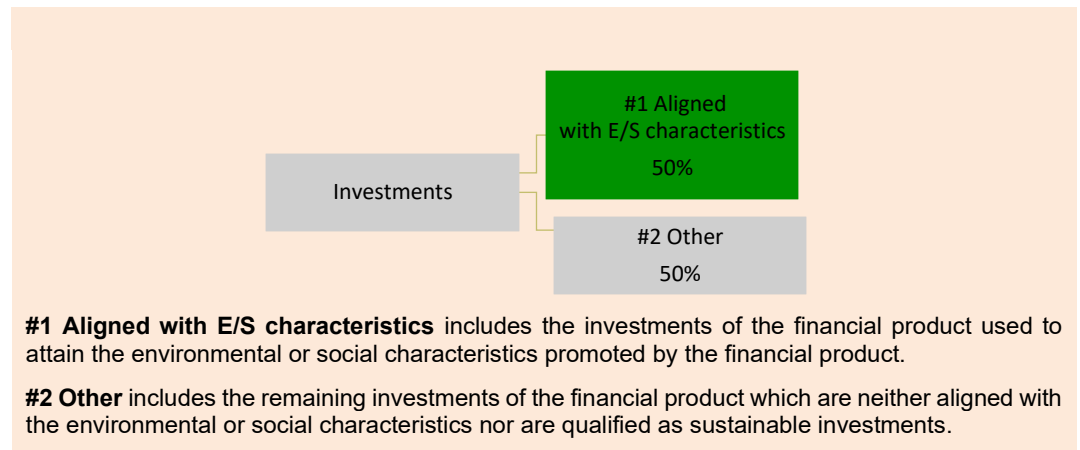 #1 Aligned
with E/S characteristics
50%
Investments
#2 Other
50%
#1 Aligned with E/S characteristics includes the investments of the financial product used to
attain the environmental or social characteristics promoted by the financial product.
#2 Other includes the remaining investments of the financial product which are neither aligned with
the environmental or social characteristics nor are qualified as sustainable investments.